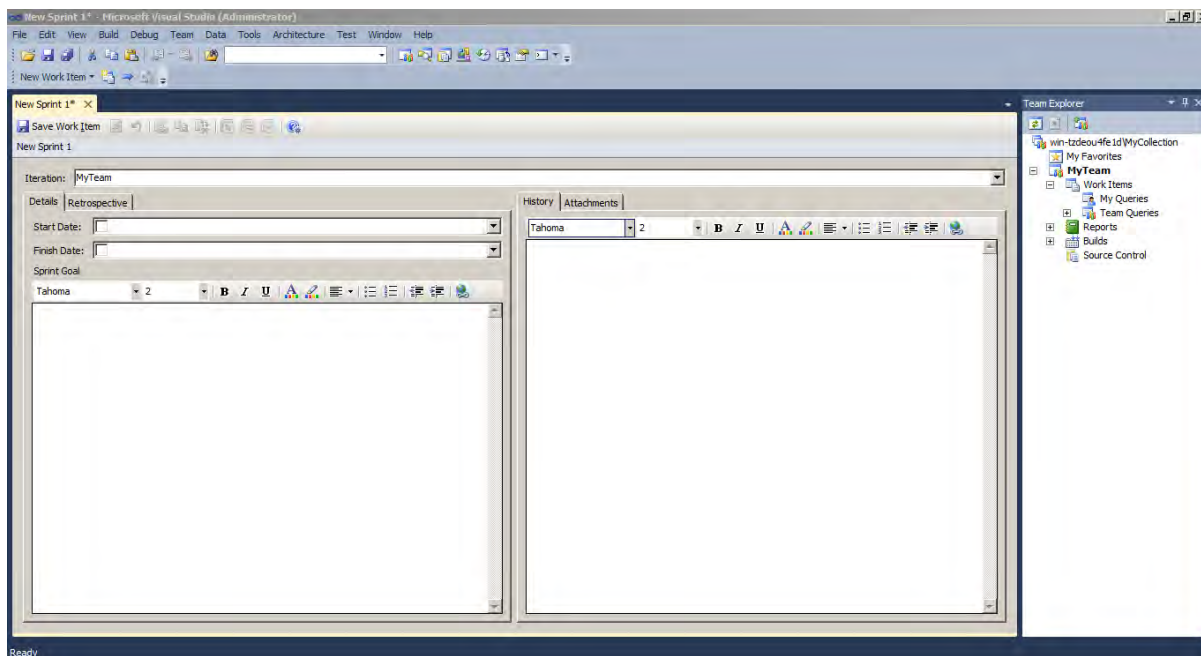 New Sprint 1* - Microsoft Visual Studio (Administrator)
File Edit View Build Debug Team Data Tools Architecture Test Window Help
New Work Item
New Sprint 1*
Save Work Item
New Sprint 1
Iteration: MyTeam
Details Retrospective
Start Date:
Finish Date:
Sprint Goal
Tahoma 2 B I U A
History Attachments
Tahoma 2 B I U A
Team Explorer
win-tzdeou4fe1d\MyCollection
My Favorites
MyTeam
Work Items
My Queries
Team Queries
Reports
Builds
Source Control
Ready